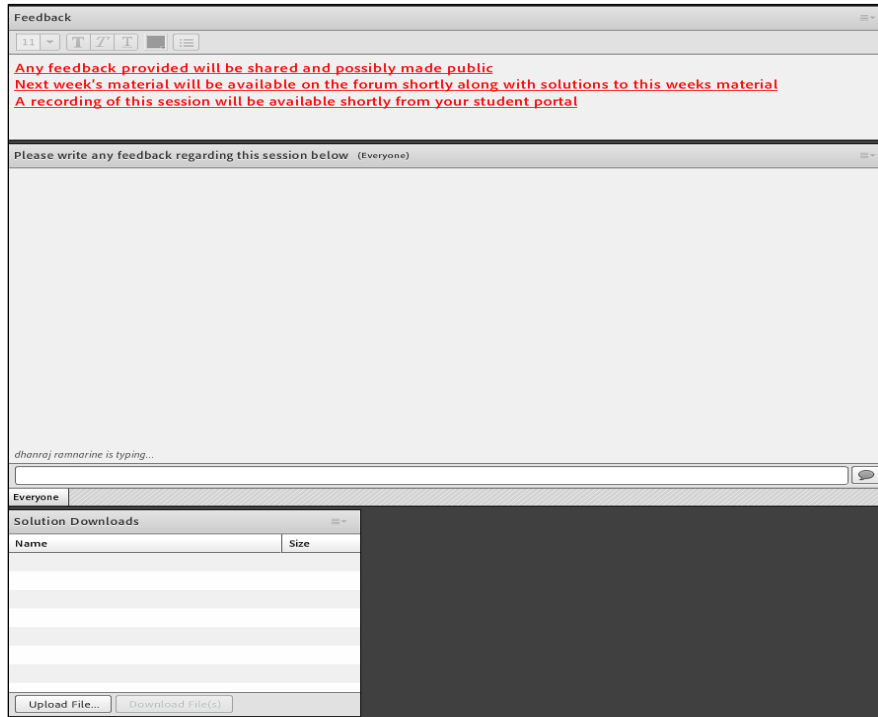 Feedback
11 T T T
Any feedback provided will be shared and possibly made public
Next week's material will be available on the forum shortly along with solutions to this weeks material
A recording of this session will be available shortly from your student portal
Please write any feedback regarding this session below (Everyone)
dhanraj ramnarine is typing...
Everyone
Solution Downloads
Name Size
Upload File... Download File(s)